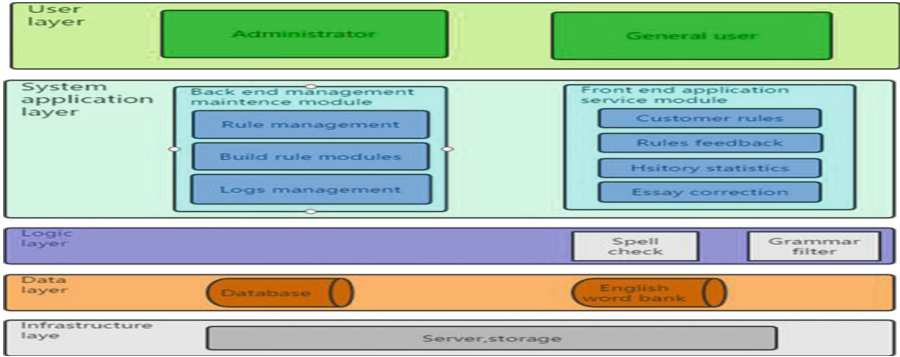 User
layer
Administrator
General user
System
application
layer
Back end management
maintence module
Rule management
Build rule modules
Logs management
Front end application
service module
Customer rules
Rules feedback
Hsitory statistics
Essay correction
Logic
layer
Spell
check
Grammar
filter
Data
layer
Database
English
word bank
Infrastructure
laye
Server,storage